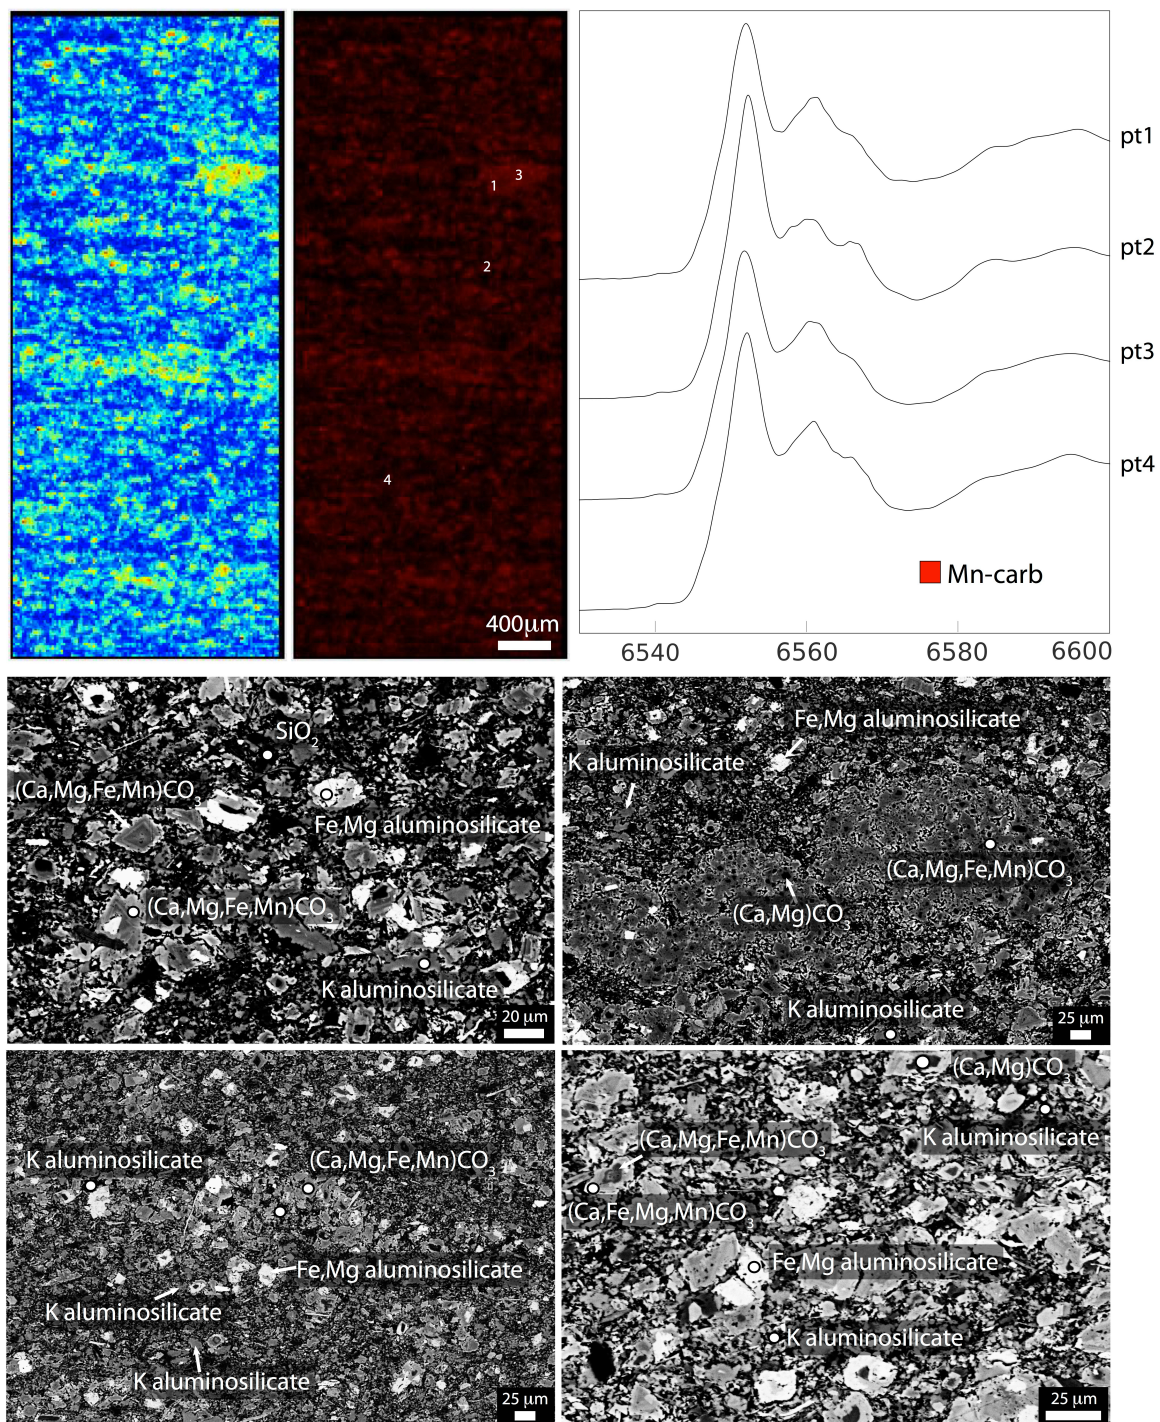 1
3
2
4
400µm
pt1
pt2
pt3
pt4
Mn-carb
6540
6560
6580
6600
SiO2
(Ca,Mg,Fe,Mn)CO3
Fe,Mg aluminosilicate
(Ca,Mg,Fe,Mn)CO3
K aluminosilicate
20 µm
Fe,Mg aluminosilicate
K aluminosilicate
(Ca,Mg,Fe,Mn)CO3
(Ca,Mg)CO3
K aluminosilicate
25 µm
K aluminosilicate
(Ca,Mg,Fe,Mn)CO3
Fe,Mg aluminosilicate
K aluminosilicate
K aluminosilicate
25 µm
(Ca,Mg)CO3
(Ca,Mg,Fe,Mn)CO3
K aluminosilicate
(Ca,Fe,Mg,Mn)CO3
Fe,Mg aluminosilicate
K aluminosilicate
25 µm